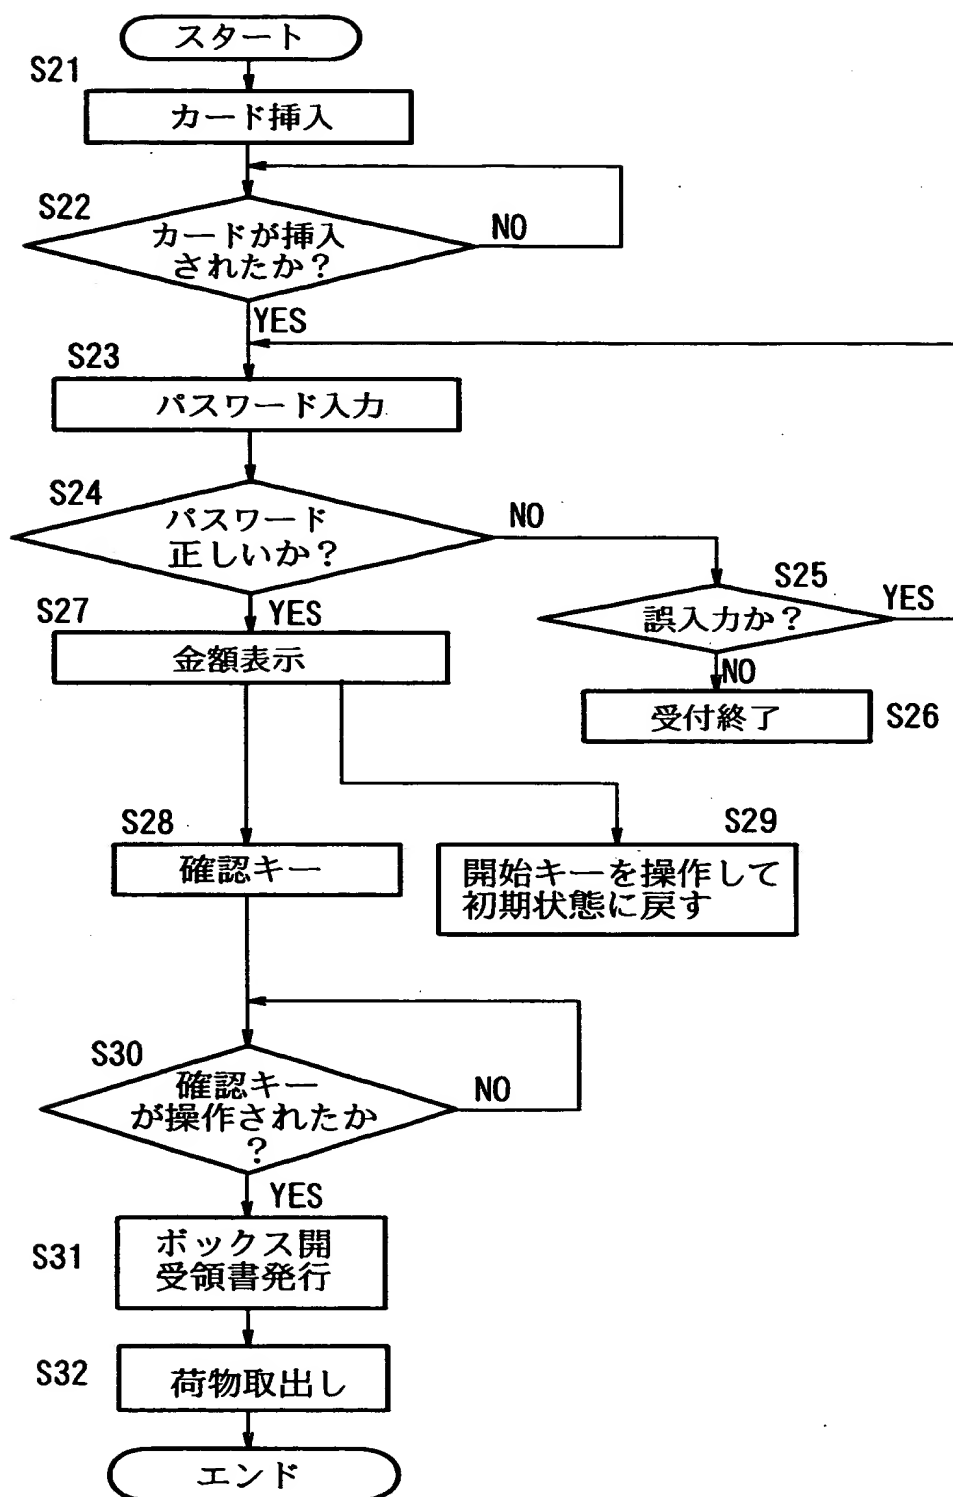 スタート
S21
カード挿入
S22
カードが挿入
されたか？
NO
YES
S23
パスワード入力
S24
パスワード
正しいか？
NO
S25
誤入力か？
YES
NO
受付終了
S26
YES
S27
金額表示
S28
確認キー
S29
開始キーを操作して
初期状態に戻す
S30
確認キー
が操作されたか
？
NO
YES
S31
ボックス開
受領書発行
S32
荷物取出し
エンド